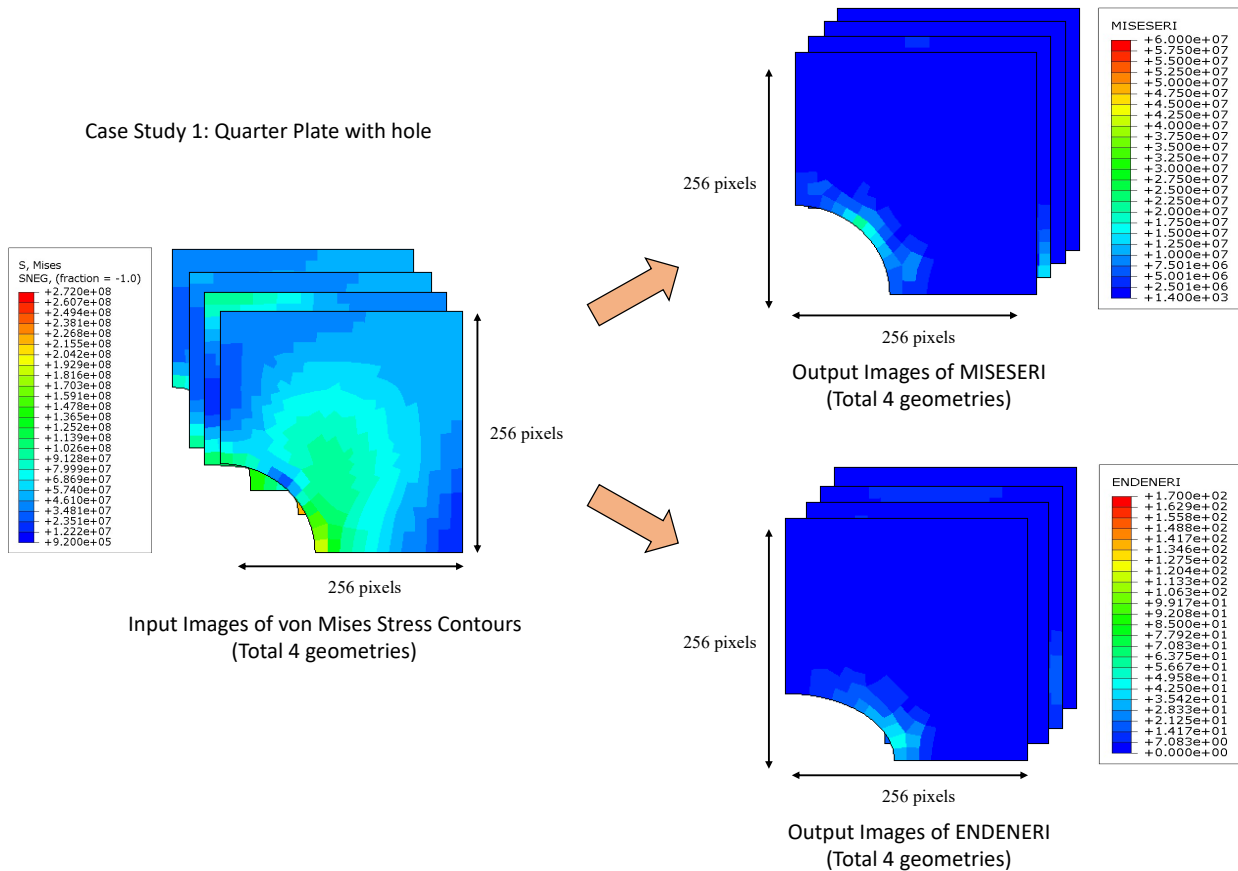 Case Study 1: Quarter Plate with hole
S, Mises
SNEG, (fraction = -1.0)
+2.720e+08
+2.607e+08
+2.494e+08
+2.381e+08
+2.268e+08
+2.155e+08
+2.042e+08
+1.929e+08
+1.816e+08
+1.703e+08
+1.591e+08
+1.478e+08
+1.365e+08
+1.252e+08
+1.139e+08
+1.026e+08
+9.128e+07
+7.999e+07
+6.869e+07
+5.740e+07
+4.610e+07
+3.481e+07
+2.351e+07
+1.222e+07
+9.200e+05
256 pixels
256 pixels
Input Images of von Mises Stress Contours
(Total 4 geometries)
256 pixels
256 pixels
Output Images of MISESERI
(Total 4 geometries)
MISESERI
+6.000e+07
+5.750e+07
+5.500e+07
+5.250e+07
+5.000e+07
+4.750e+07
+4.500e+07
+4.250e+07
+4.000e+07
+3.750e+07
+3.500e+07
+3.250e+07
+3.000e+07
+2.750e+07
+2.500e+07
+2.250e+07
+2.000e+07
+1.750e+07
+1.500e+07
+1.250e+07
+1.000e+07
+7.501e+06
+5.001e+06
+1.400e+03
256 pixels
256 pixels
Output Images of ENDENERI
(Total 4 geometries)
ENDENERI
+1.700e+02
+1.629e+02
+1.558e+02
+1.488e+02
+1.417e+02
+1.346e+02
+1.275e+02
+1.204e+02
+1.133e+02
+1.063e+02
+9.917e+01
+9.208e+01
+8.500e+01
+7.792e+01
+7.083e+01
+6.375e+01
+5.667e+01
+4.958e+01
+4.250e+01
+3.542e+01
+2.833e+01
+2.125e+01
+1.417e+01
+7.083e+00
+0.000e+00